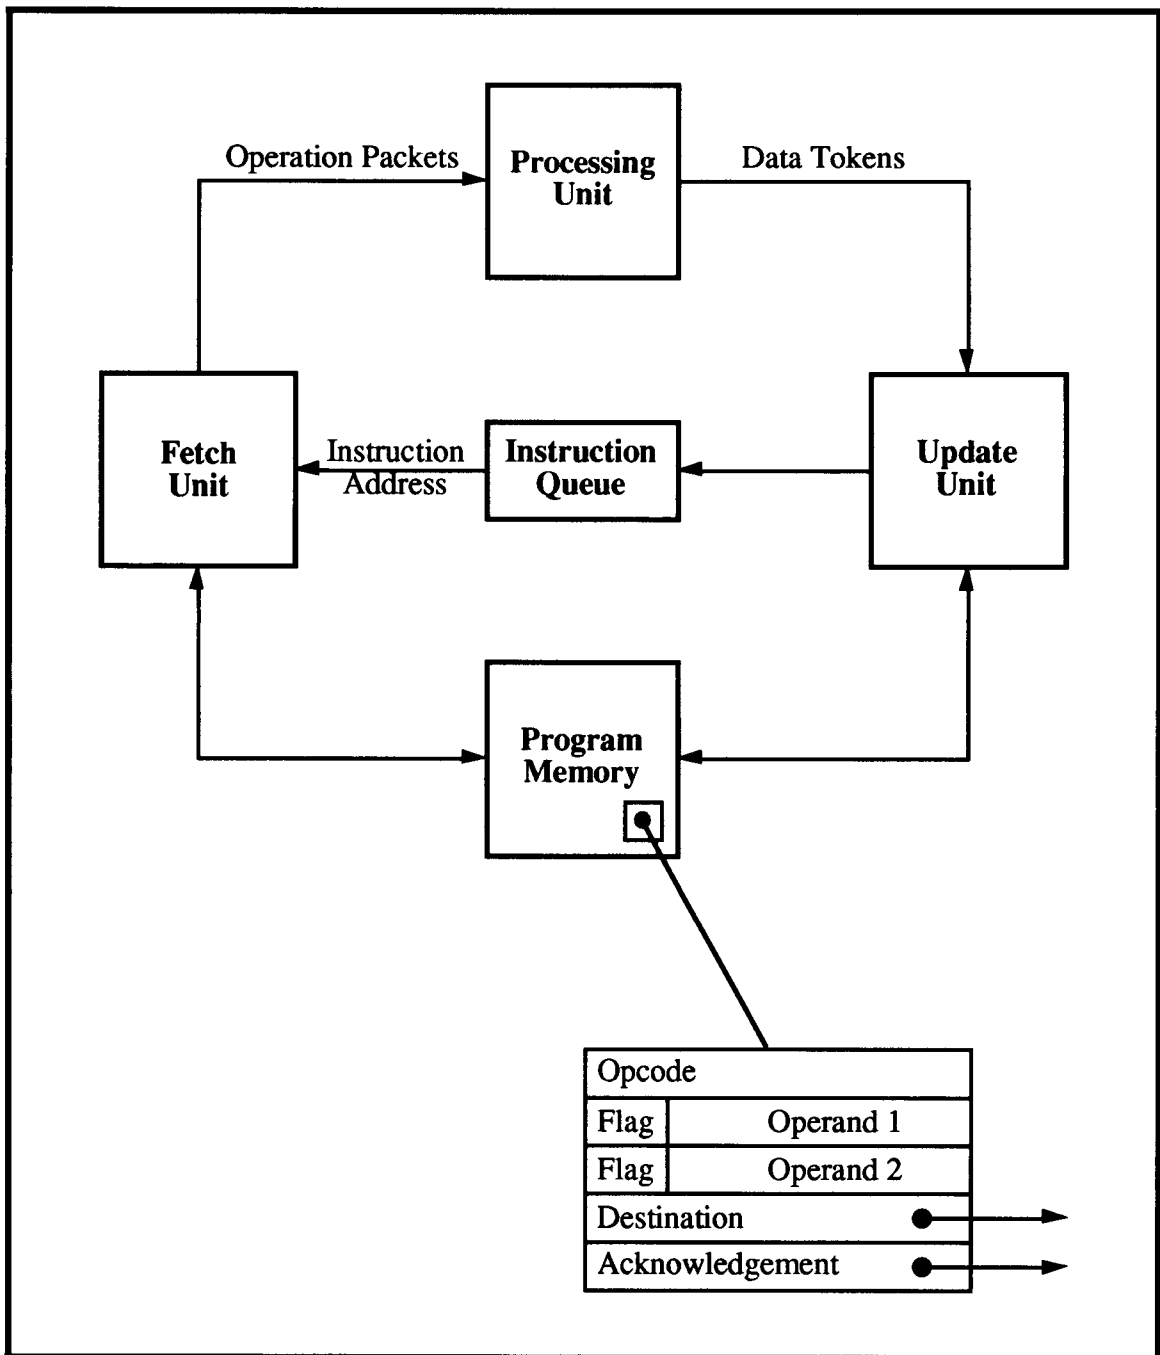 Operation Packets
Processing
Unit
Data Tokens
Fetch
Unit
Instruction
Address
Instruction
Queue
Update
Unit
Program
Memory
Opcode
Flag Operand 1
Flag Operand 2
Destination
Acknowledgement